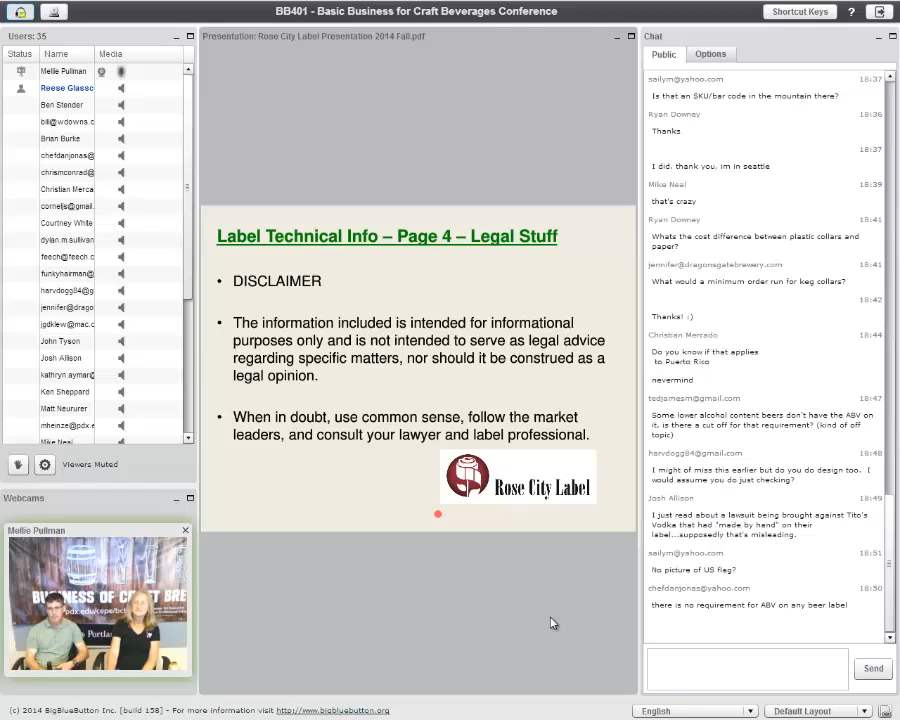 BB401 - Basic Business for Craft Beverages Conference
Shortcut Keys
?
Users: 35
Status Name Media
Mellie Pullman
Reese Glassc
Ben Stender
bill@wdowns.c
Brian Burke
chefdanjonas@
chrismconrad@
Christian Merca
corneljs@gmail.
Courtney White
dylan.m.sullivan
feech@feech.c
funkyhairman@
harvdogg84@g
jennifer@drago
jgdklew@mac.c
John Tyson
Josh Allison
kathryn.aymar@
Ken Sheppard
Matt Neururer
mheinze@pdx.e
Mike Neal
Viewers Muted
Webcams
Mellie Pullman
BUSINESS OF CRAFT BRE
pdx.edu/cepe/bc
Portlan
Presentation: Rose City Label Presentation 2014 Fall.pdf
Label Technical Info – Page 4 – Legal Stuff
• DISCLAIMER
• The information included is intended for informational
purposes only and is not intended to serve as legal advice
regarding specific matters, nor should it be construed as a
legal opinion.
• When in doubt, use common sense, follow the market
leaders, and consult your lawyer and label professional.
Rose City Label
Chat
Public Options
sailym@yahoo.com 18:37
Is that an SKU/bar code in the mountain there?
Ryan Downey 18:36
Thanks
18:37
I did, thank you, im in seattle
Mike Neal 18:39
that's crazy
Ryan Downey 18:41
Whats the cost difference between plastic collars and
paper?
jennifer@dragonsgatebrewery.com 18:41
What would a minimum order run for keg collars?
18:42
Thanks! :)
Christian Mercado 18:44
Do you know if that applies
to Puerto Rico
nevermind
tedjamesm@gmail.com 18:47
Some lower alcohol content beers don't have the ABV on
it, is there a cut off for that requirement? (kind of off
topic)
harvdogg84@gmail.com 18:48
I might of miss this earlier but do you do design too. I
would assume you do just checking?
Josh Allison 18:49
I just read about a lawsuit being brought against Tito's
Vodka that had "made by hand" on their
label...supposedly that's misleading.
sailym@yahoo.com 18:51
No picture of US flag?
chefdanjonas@yahoo.com 18:50
there is no requirement for ABV on any beer label
Send
(c) 2014 BigBlueButton Inc. [build 158] - For more information visit http://www.bigbluebutton.org
English
Default Layout